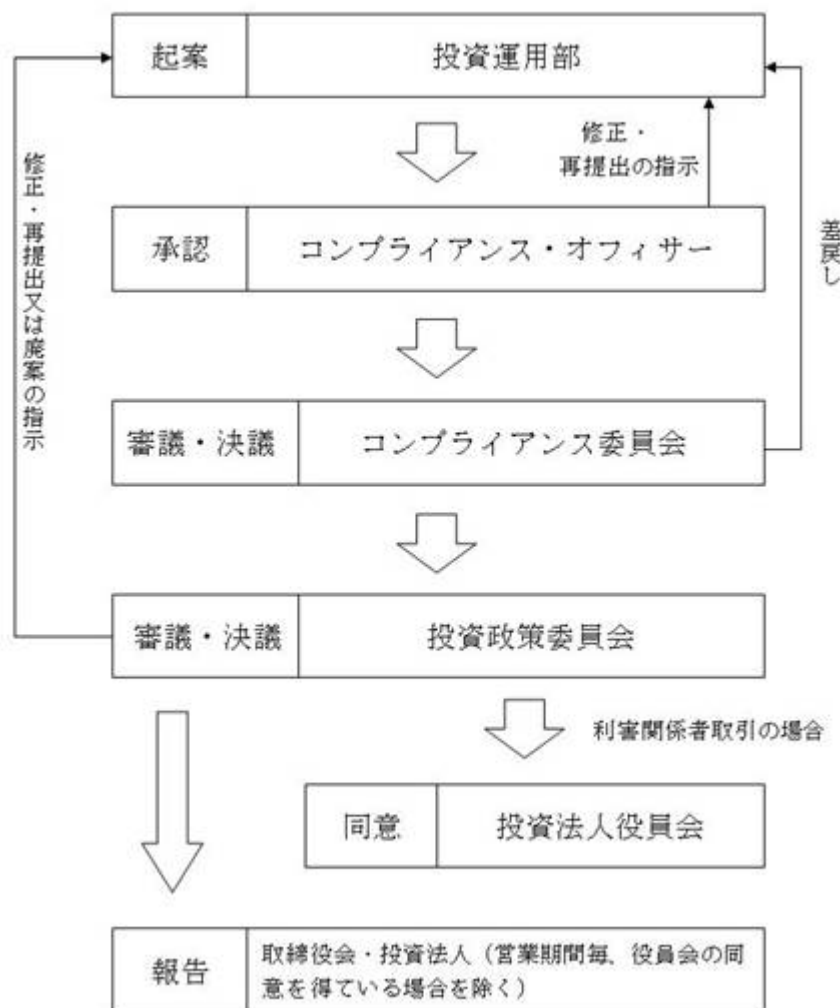 起案 投資運用部
修正・
再提出の指示
修正・再提出又は廃案の指示
差戻し
承認 コンプライアンス・オフィサー
審議・決議 コンプライアンス委員会
審議・決議 投資政策委員会
利害関係者取引の場合
同意 投資法人役員会
報告 取締役会・投資法人（営業期間毎、役員会の同
意を得ている場合を除く）